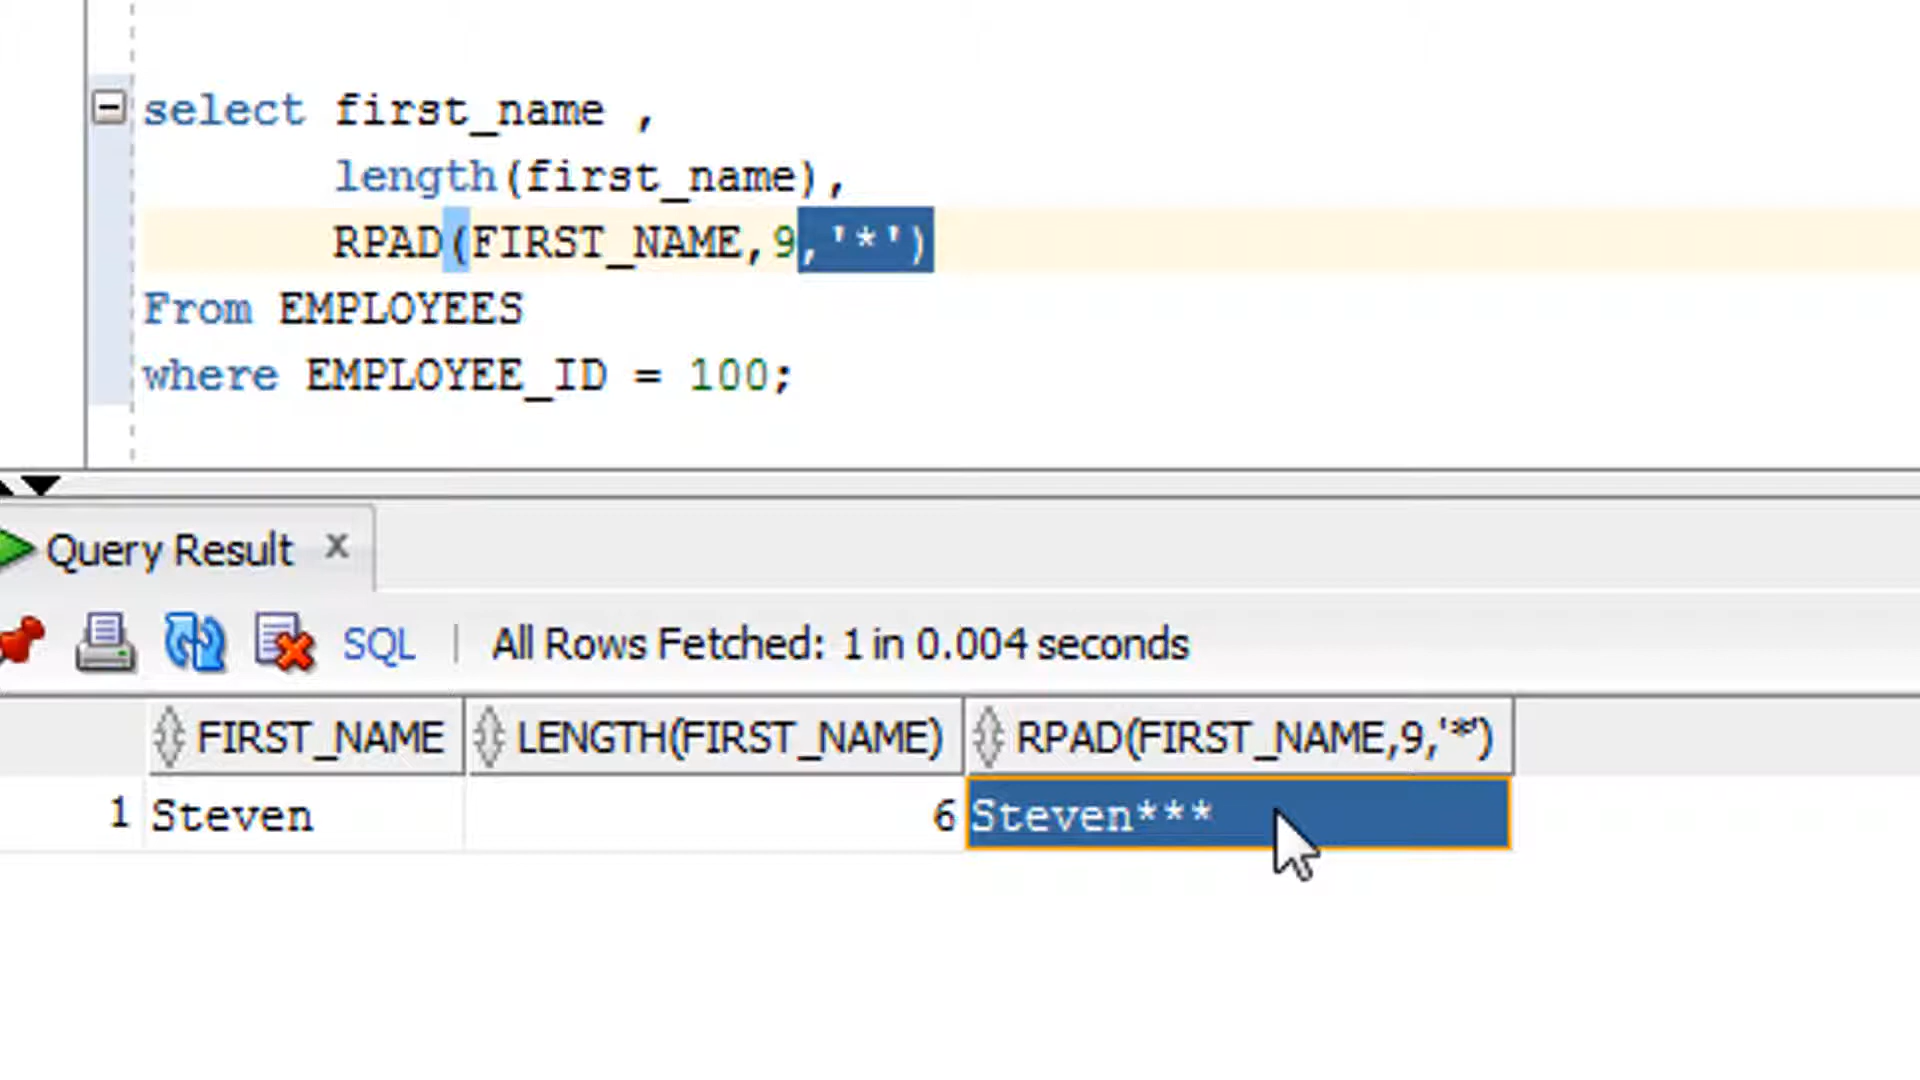 select first_name ,
length(first_name),
RPAD(FIRST_NAME,9,'*')
From EMPLOYEES
where EMPLOYEE_ID = 100;
Query Result x
SQL | All Rows Fetched: 1 in 0.004 seconds
FIRST_NAME LENGTH(FIRST_NAME) RPAD(FIRST_NAME,9,'*')
1 Steven 6 Steven***